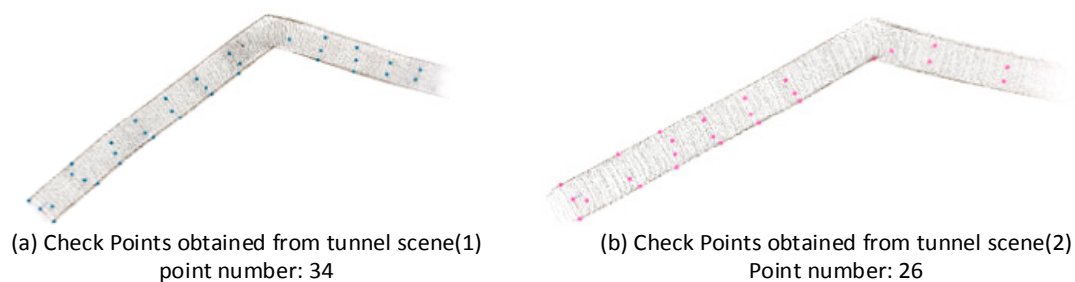 (a) Check Points obtained from tunnel scene(1)
point number: 34
(b) Check Points obtained from tunnel scene(2)
Point number: 26